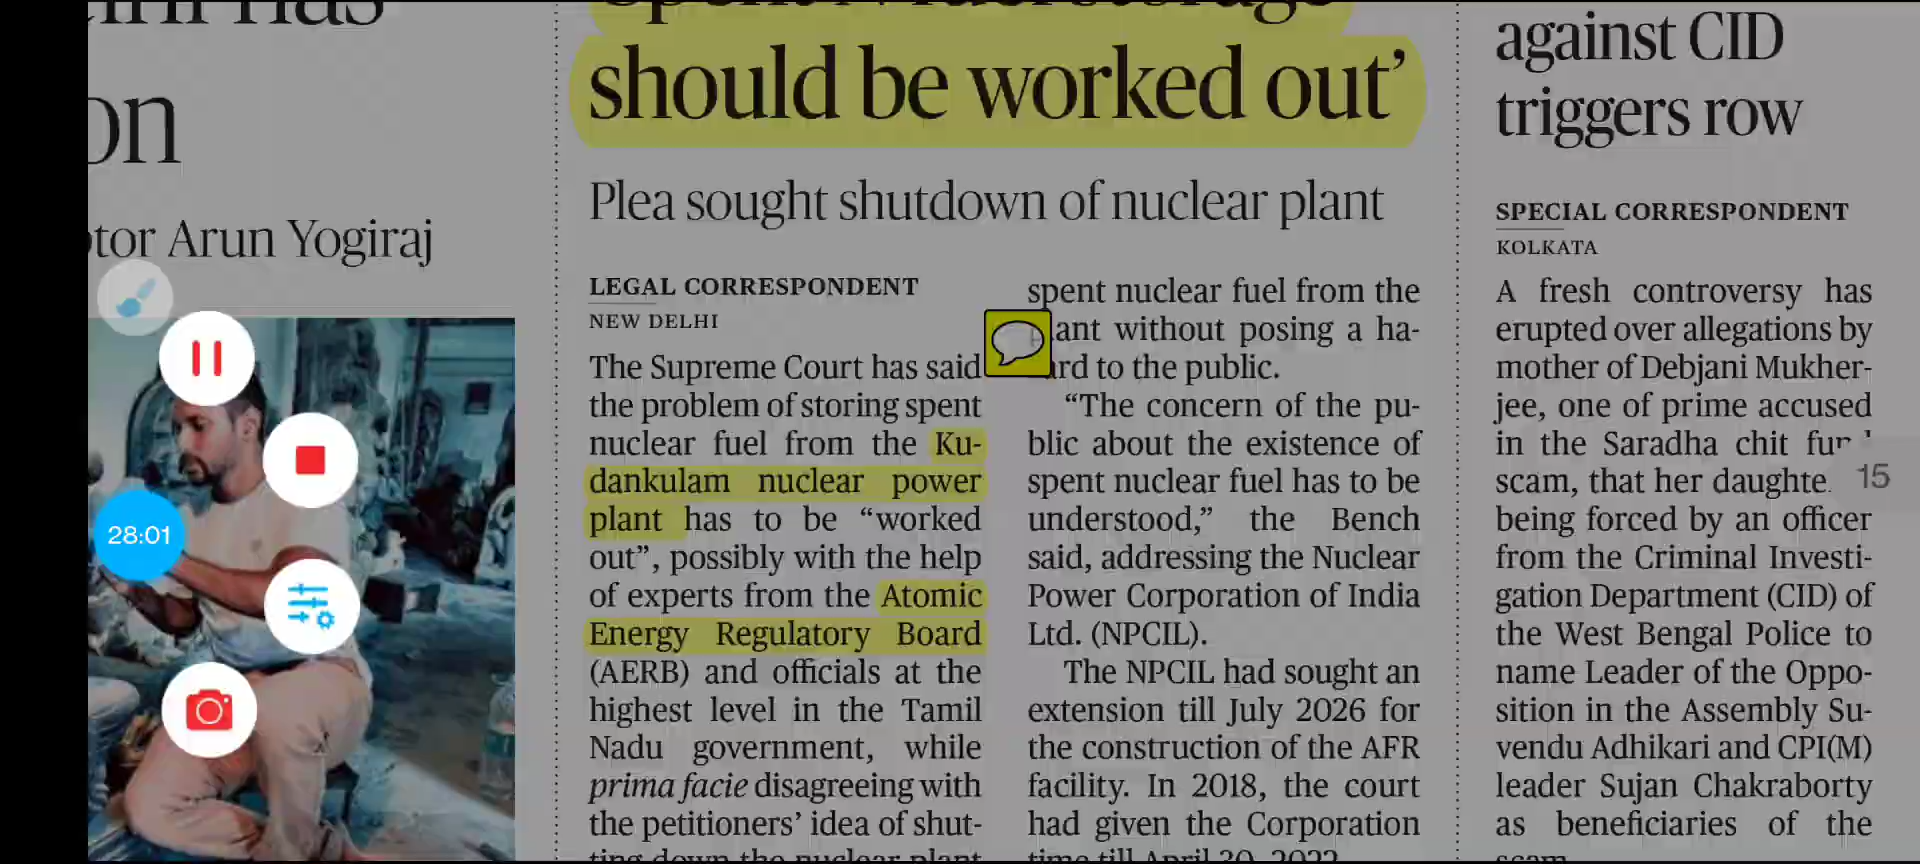 on
Arun Yogiraj
28:01
should be worked out’
Plea sought shutdown of nuclear plant
LEGAL CORRESPONDENT
NEW DELHI
The Supreme Court has said
the problem of storing spent
nuclear fuel from the Ku-
dankulam nuclear power
plant has to be “worked
out”, possibly with the help
of experts from the Atomic
Energy Regulatory Board
(AERB) and officials at the
highest level in the Tamil
Nadu government, while
prima facie disagreeing with
the petitioners’ idea of shut-
ting down the nuclear plant
spent nuclear fuel from the
without posing a ha-
to the public.
“The concern of the pu-
blic about the existence of
spent nuclear fuel has to be
understood,” the Bench
said, addressing the Nuclear
Power Corporation of India
Ltd. (NPCIL).
The NPCIL had sought an
extension till July 2026 for
the construction of the AFR
facility. In 2018, the court
had given the Corporation
time till April 30, 2022
against CID
triggers row
SPECIAL CORRESPONDENT
KOLKATA
A fresh controversy has
erupted over allegations by
mother of Debjani Mukher-
jee, one of prime accused
in the Saradha chit
scam, that her
being forced by an officer
from the Criminal Investi-
gation Department (CID) of
the West Bengal Police to
name Leader of the Oppo-
sition in the Assembly Su-
vendu Adhikari and CPI(M)
leader Sujan Chakraborty
as beneficiaries of the
15